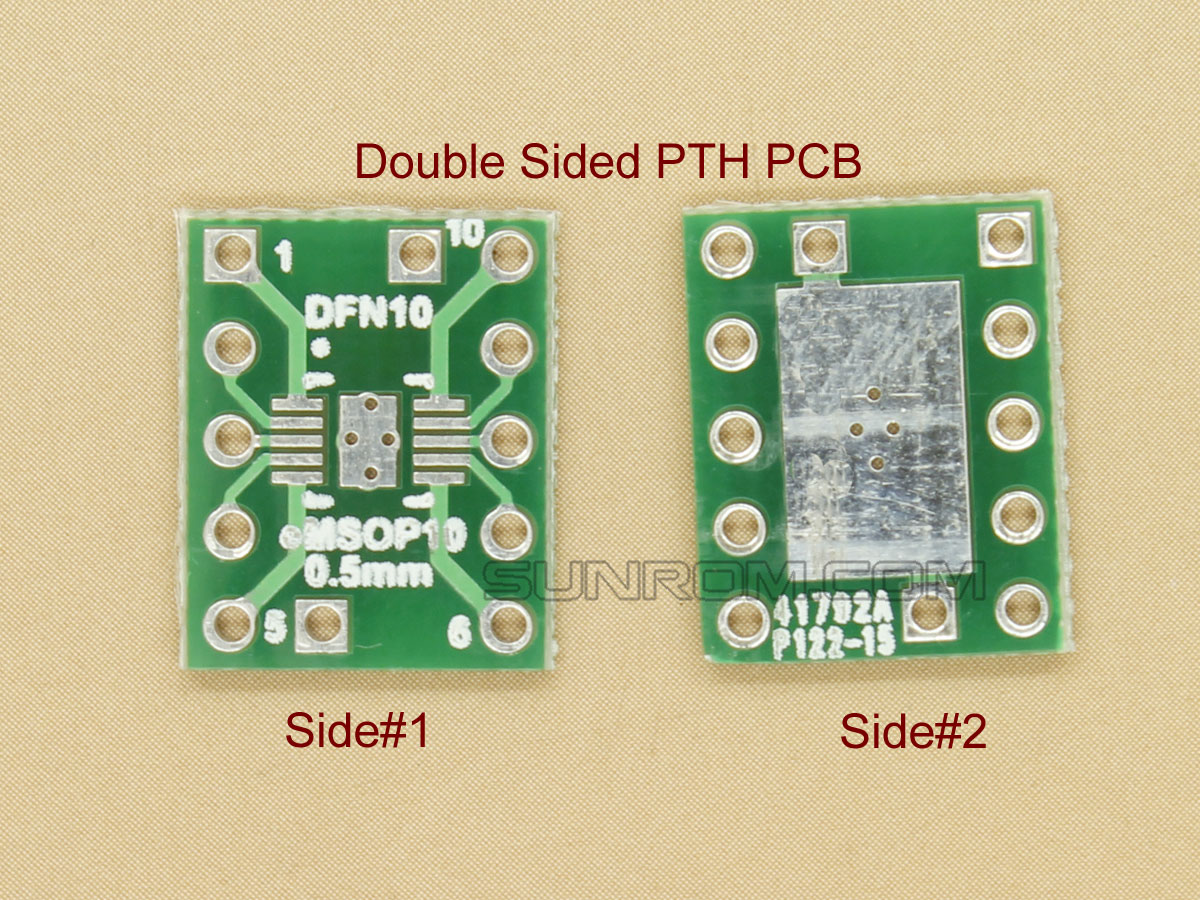 Double Sided PTH PCB
1
10
DFN10
MSOP10
0.5mm
5
6
41702A
P122-15
SUNROM.COM
Side#1
Side#2